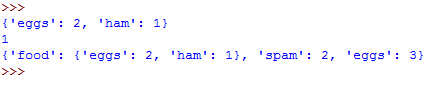 >>>
{'eggs': 2, 'ham': 1}
1
{'food': {'eggs': 2, 'ham': 1}, 'spam': 2, 'eggs': 3}
>>>